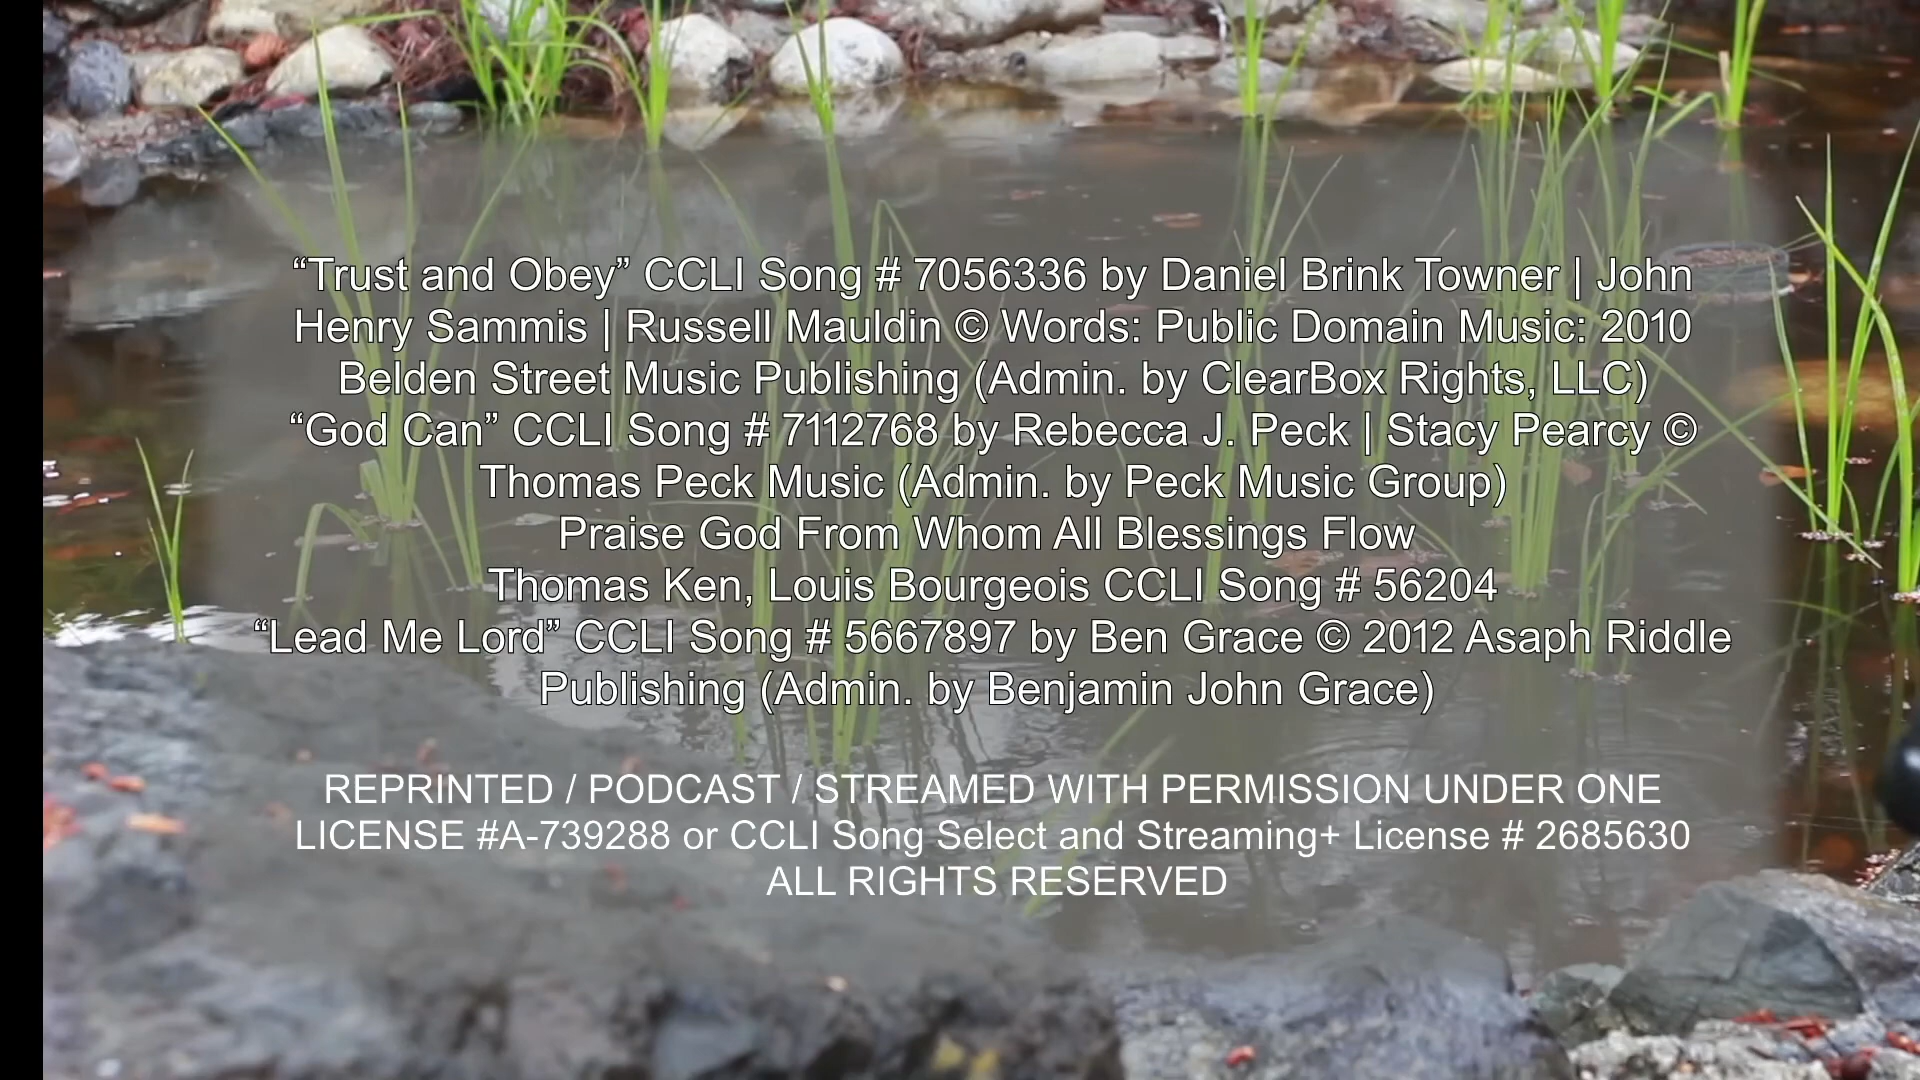 “Trust and Obey” CCLI Song # 7056336 by Daniel Brink Towner | John
Henry Sammis | Russell Mauldin © Words: Public Domain Music: 2010
Belden Street Music Publishing (Admin. by ClearBox Rights, LLC)
“God Can” CCLI Song # 7112768 by Rebecca J. Peck | Stacy Pearcy ©
Thomas Peck Music (Admin. by Peck Music Group)
Praise God From Whom All Blessings Flow
Thomas Ken, Louis Bourgeois CCLI Song # 56204
“Lead Me Lord” CCLI Song # 5667897 by Ben Grace © 2012 Asaph Riddle
Publishing (Admin. by Benjamin John Grace)
REPRINTED / PODCAST / STREAMED WITH PERMISSION UNDER ONE
LICENSE #A-739288 or CCLI Song Select and Streaming+ License # 2685630
ALL RIGHTS RESERVED